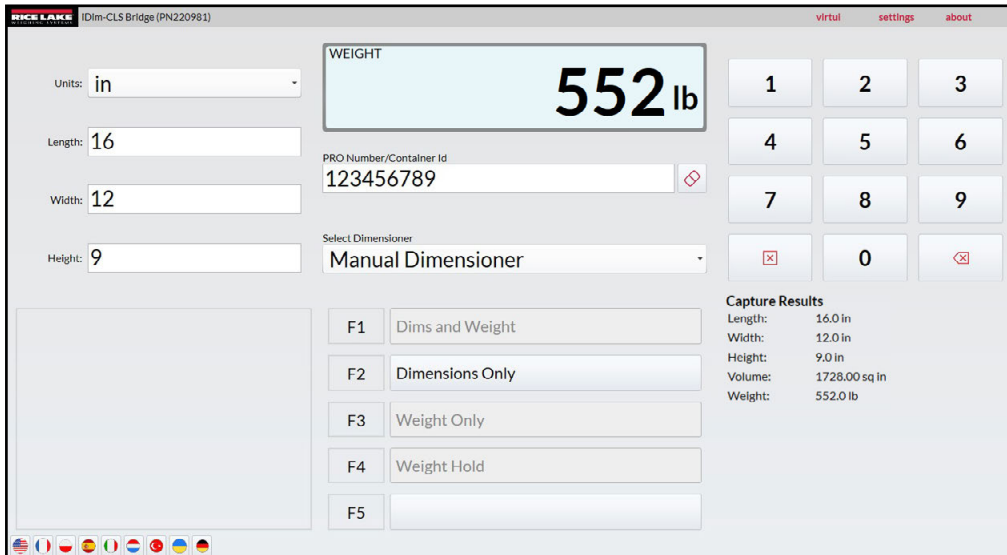 RICE LAKE IDim-CLS Bridge (PN220981) virtui settings about
WEIGHING SYSTEMS
Units: in
Length: 16
Width: 12
Height: 9
WEIGHT
552 lb
PRO Number/Container Id
123456789
Select Dimensioner
Manual Dimensioner
F1 Dims and Weight
F2 Dimensions Only
F3 Weight Only
F4 Weight Hold
F5
1 2 3
4 5 6
7 8 9
0
Capture Results
Length: 16.0 in
Width: 12.0 in
Height: 9.0 in
Volume: 1728.00 sq in
Weight: 552.0 lb